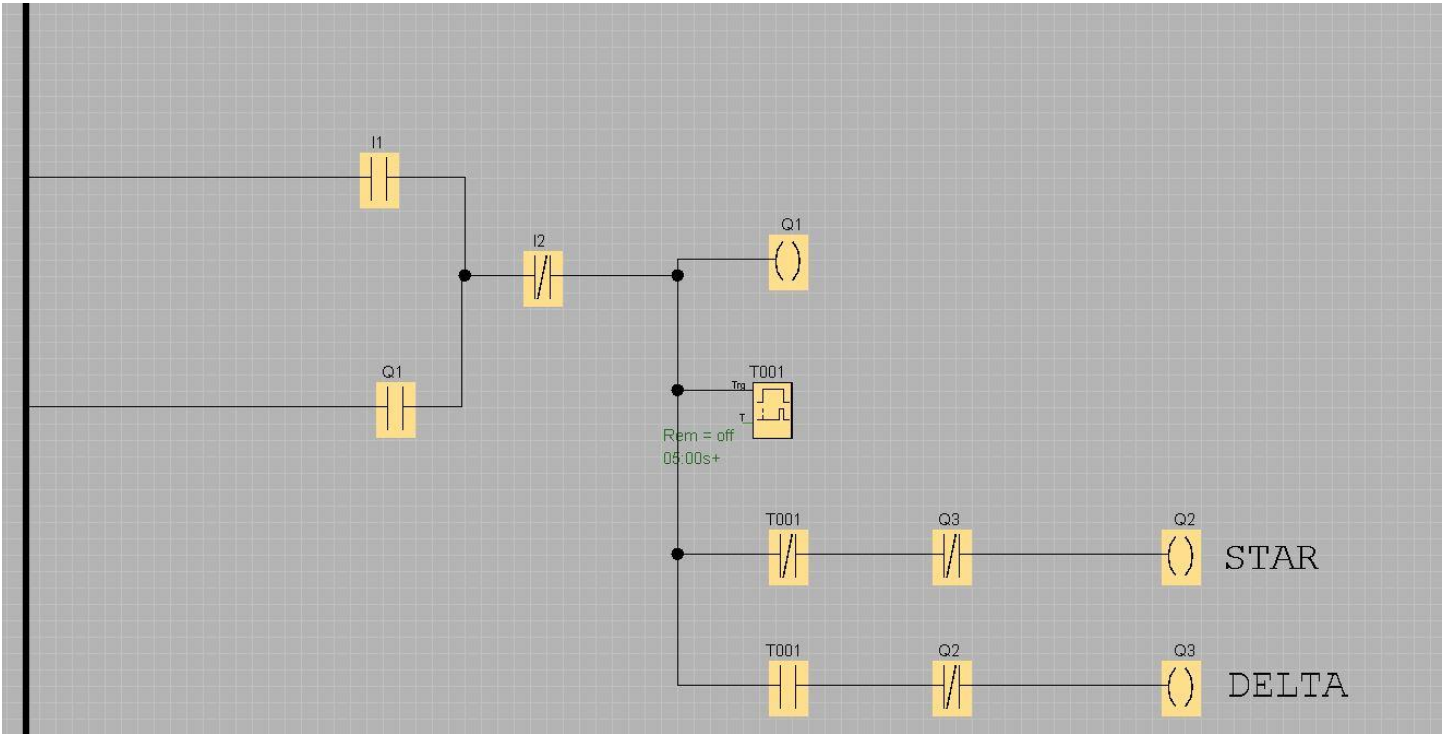 I1
I2
Q1
Q1
T001
Trg
T
Rem = off
05:00s+
T001
Q3
Q2
STAR
T001
Q2
Q3
DELTA